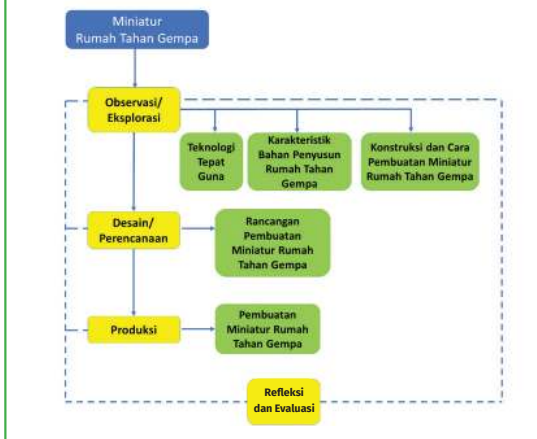 Miniatur
Rumah Tahan Gempa
Observasi/
Eksplorasi
Teknologi
Tepat
Guna
Karakteristik
Bahan Penyusun
Rumah Tahan
Gempa
Konstruksi dan Cara
Pembuatan Miniatur
Rumah Tahan Gempa
Desain/
Perencanaan
Rancangan
Pembuatan
Miniatur Rumah
Tahan Gempa
Produksi
Pembuatan
Miniatur Rumah
Tahan Gempa
Refleksi
dan Evaluasi